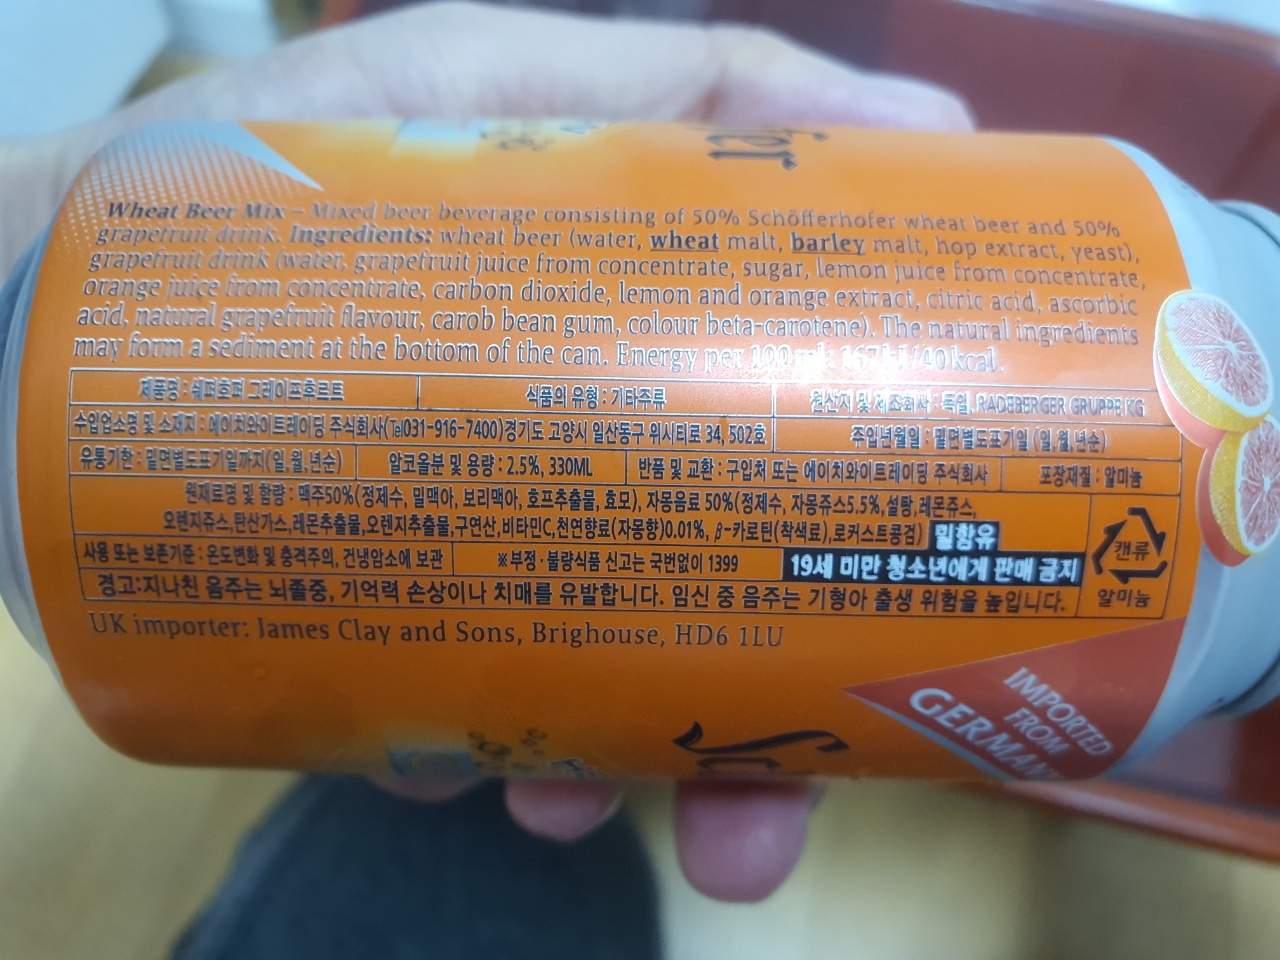 Wheat Beer Mix – Mixed beer beverage consisting of 50% Schöfferhofer wheat beer and 50%
grapefruit drink. Ingredients: wheat beer (water, wheat malt, barley malt, hop extract, yeast),
grapefruit drink (water, grapefruit juice from concentrate, sugar, lemon juice from concentrate,
orange juice from concentrate, carbon dioxide, lemon and orange extract, citric acid, ascorbic
acid, natural grapefruit flavour, carob bean gum, colour beta-carotene). The natural ingredients
may form a sediment at the bottom of the can. Energy per 100 ml: 167 kJ/40 kcal.
제품명 : 쉐퍼호퍼 그레이프후르트 식품의 유형 : 기타주류 원산지 및 제조회사 : 독일, RADEBERGER GRUPPE KG
수입업소명 및 소재지 : 에이치와이트레이딩 주식회사(Tel031-916-7400)경기도 고양시 일산동구 위시티로 34, 502호 주입년월일 : 밑면별도표기일 (일,월,년순)
유통기한 : 밑면별도표기일까지(일,월,년순) 알코올분 및 용량 : 2.5%, 330ML 반품 및 교환 : 구입처 또는 에이치와이트레이딩 주식회사 포장재질 : 알미늄
원재료명 및 함량 : 맥주50%(정제수, 밀맥아, 보리맥아, 호프추출물, 효모), 자몽음료 50%(정제수, 자몽쥬스5.5%, 설탕, 레몬쥬스,
오렌지쥬스,탄산가스,레몬추출물,오렌지추출물,구연산,비타민C,천연향료(자몽향)0.01%, β-카로틴(착색료),로커스트콩검) 밀함유
사용 또는 보존기준 : 온도변화 및 충격주의, 건냉암소에 보관 ※부정·불량식품 신고는 국번없이 1399 19세 미만 청소년에게 판매 금지
경고:지나친 음주는 뇌졸중, 기억력 손상이나 치매를 유발합니다. 임신 중 음주는 기형아 출생 위험을 높입니다.
캔류
알미늄
UK importer: James Clay and Sons, Brighouse, HD6 1LU
IMPORTED
FROM